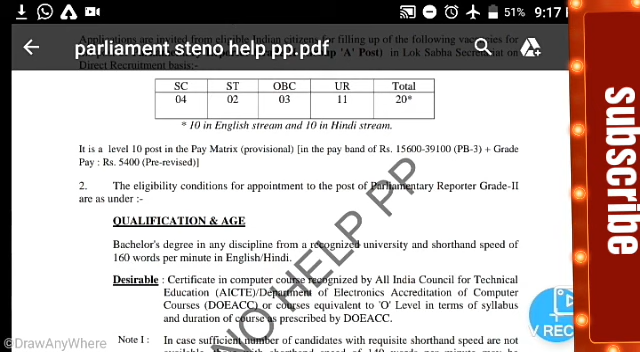 51% 9:17
Applications are invited from eligible Indian citizens for filling up of the following vacancies for
parliament steno help pp.pdf
'A' Post) in Lok Sabha Secretariat on
Direct Recruitment basis:-
SC ST OBC UR Total
04 02 03 11 20*
* 10 in English stream and 10 in Hindi stream.
It is a level 10 post in the Pay Matrix (provisional) [in the pay band of Rs. 15600-39100 (PB-3) + Grade
Pay : Rs. 5400 (Pre-revised)]
2. The eligibility conditions for appointment to the post of Parliamentary Reporter Grade-II
are as under :-
QUALIFICATION & AGE
Bachelor's degree in any discipline from a recognized university and shorthand speed of
160 words per minute in English/Hindi.
Desirable : Certificate in computer course recognized by All India Council for Technical
Education (AICTE)/Department of Electronics Accreditation of Computer
Courses (DOEACC) or courses equivalent to 'O' Level in terms of syllabus
and duration of course as prescribed by DOEACC.
Note I : In case sufficient number of candidates with requisite shorthand speed are not
NO HELP PP
V REC
©DrawAnyWhere
subscribe